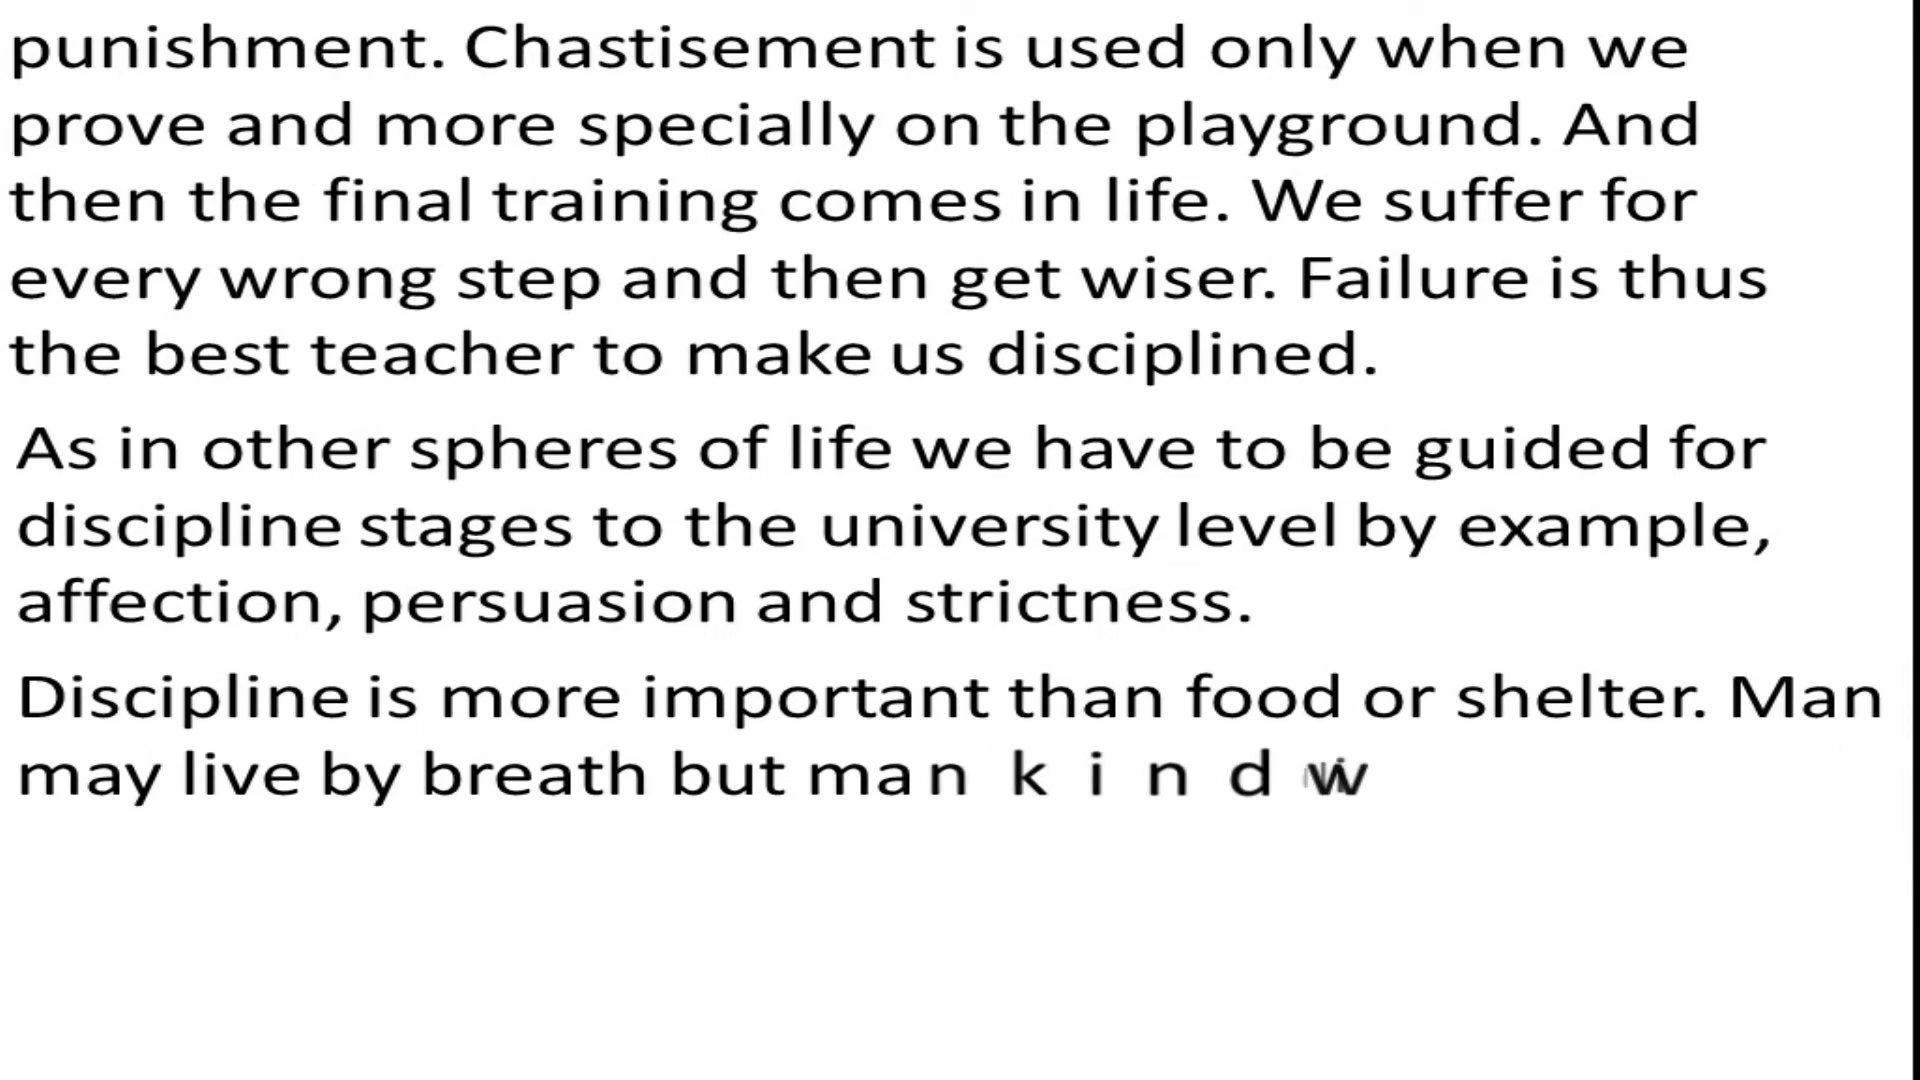 punishment. Chastisement is used only when we
prove and more specially on the playground. And
then the final training comes in life. We suffer for
every wrong step and then get wiser. Failure is thus
the best teacher to make us disciplined.
As in other spheres of life we have to be guided for
discipline stages to the university level by example,
affection, persuasion and strictness.
Discipline is more important than food or shelter. Man
may live by breath but mankind